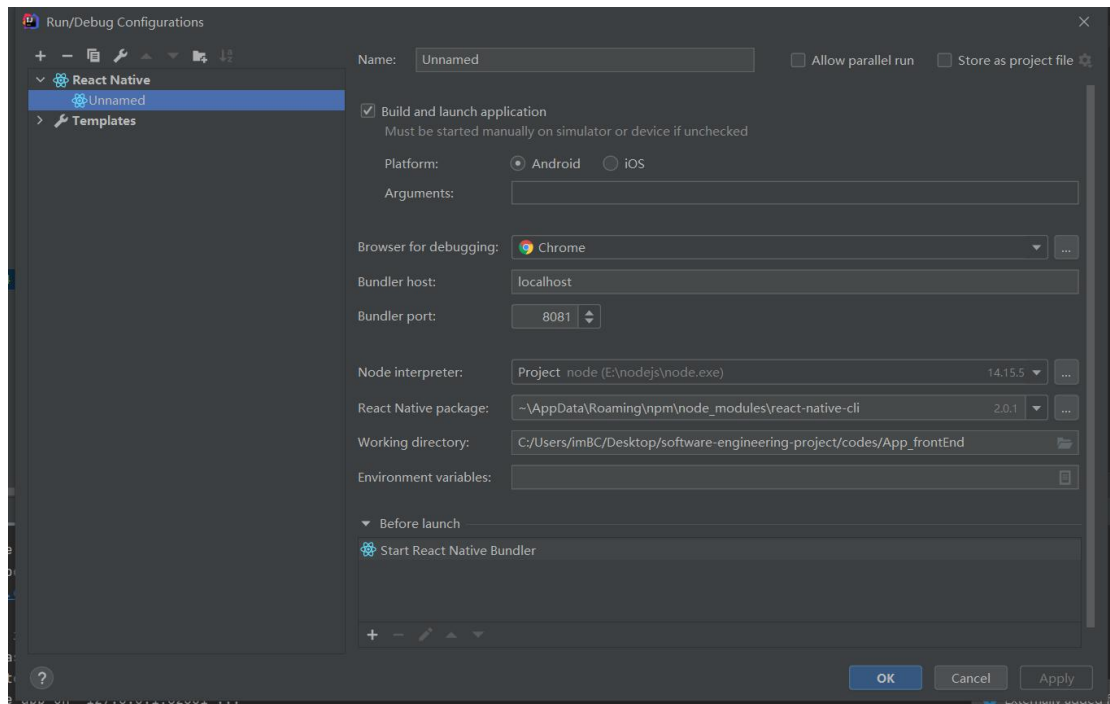 Run/Debug Configurations
React Native
Unnamed
Templates
Name: Unnamed Allow parallel run Store as project file
Build and launch application
Must be started manually on simulator or device if unchecked
Platform: Android iOS
Arguments:
Browser for debugging: Chrome ...
Bundler host: localhost
Bundler port: 8081
Node interpreter: Project node (E:\nodejs\node.exe) 14.15.5 ...
React Native package: ~\AppData\Roaming\npm\node_modules\react-native-cli 2.0.1 ...
Working directory: C:/Users/imBC/Desktop/software-engineering-project/codes/App_frontEnd
Environment variables:
Before launch
Start React Native Bundler
? OK Cancel Apply